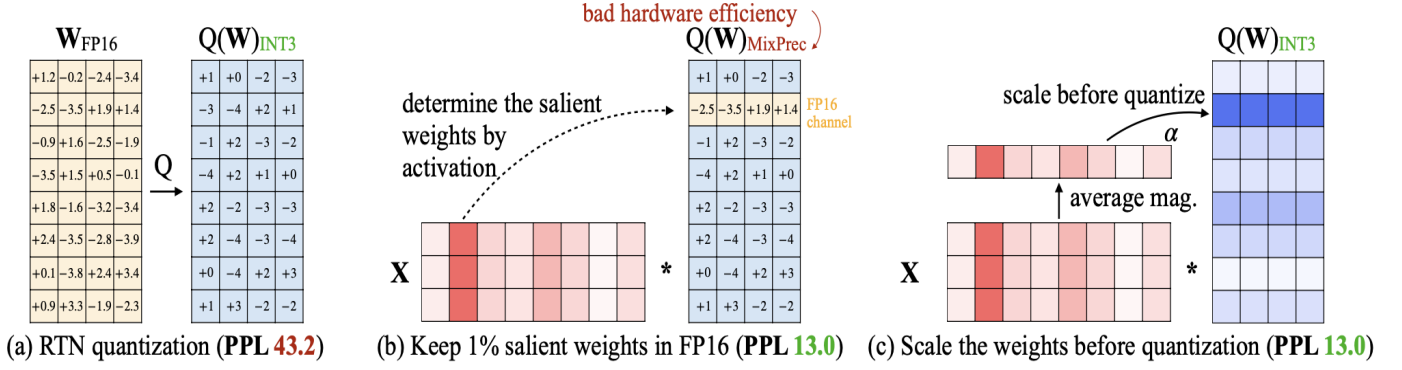 bad hardware efficiency
W_FP16
Q(W)_INT3
+1.2 −0.2 −2.4 −3.4
−2.5 −3.5 +1.9 +1.4
−0.9 +1.6 −2.5 −1.9
−3.5 +1.5 +0.5 −0.1
+1.8 −1.6 −3.2 −3.4
+2.4 −3.5 −2.8 −3.9
+0.1 −3.8 +2.4 +3.4
+0.9 +3.3 −1.9 −2.3
Q
+1 +0 −2 −3
−3 −4 +2 +1
−1 +2 −3 −2
−4 +2 +1 +0
+2 −2 −3 −3
+2 −4 −3 −4
+0 −4 +2 +3
+1 +3 −2 −2
(a) RTN quantization (PPL 43.2)
determine the salient
weights by
activation
X
*
Q(W)_MixPrec
+1 +0 −2 −3
−2.5 −3.5 +1.9 +1.4
−1 +2 −3 −2
−4 +2 +1 +0
+2 −2 −3 −3
+2 −4 −3 −4
+0 −4 +2 +3
+1 +3 −2 −2
FP16
channel
(b) Keep 1% salient weights in FP16 (PPL 13.0)
Q(W)_INT3
scale before quantize
α
average mag.
X
*
(c) Scale the weights before quantization (PPL 13.0)